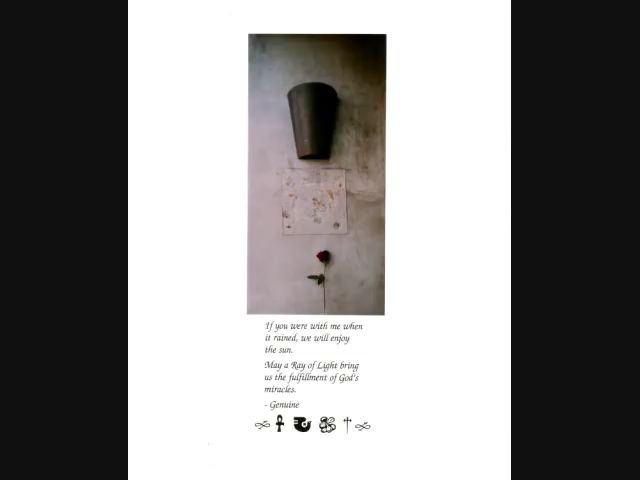 If you were with me when
it rained, we will enjoy
the sun.
May a Ray of Light bring
us the fulfillment of God's
miracles.
- Genuine